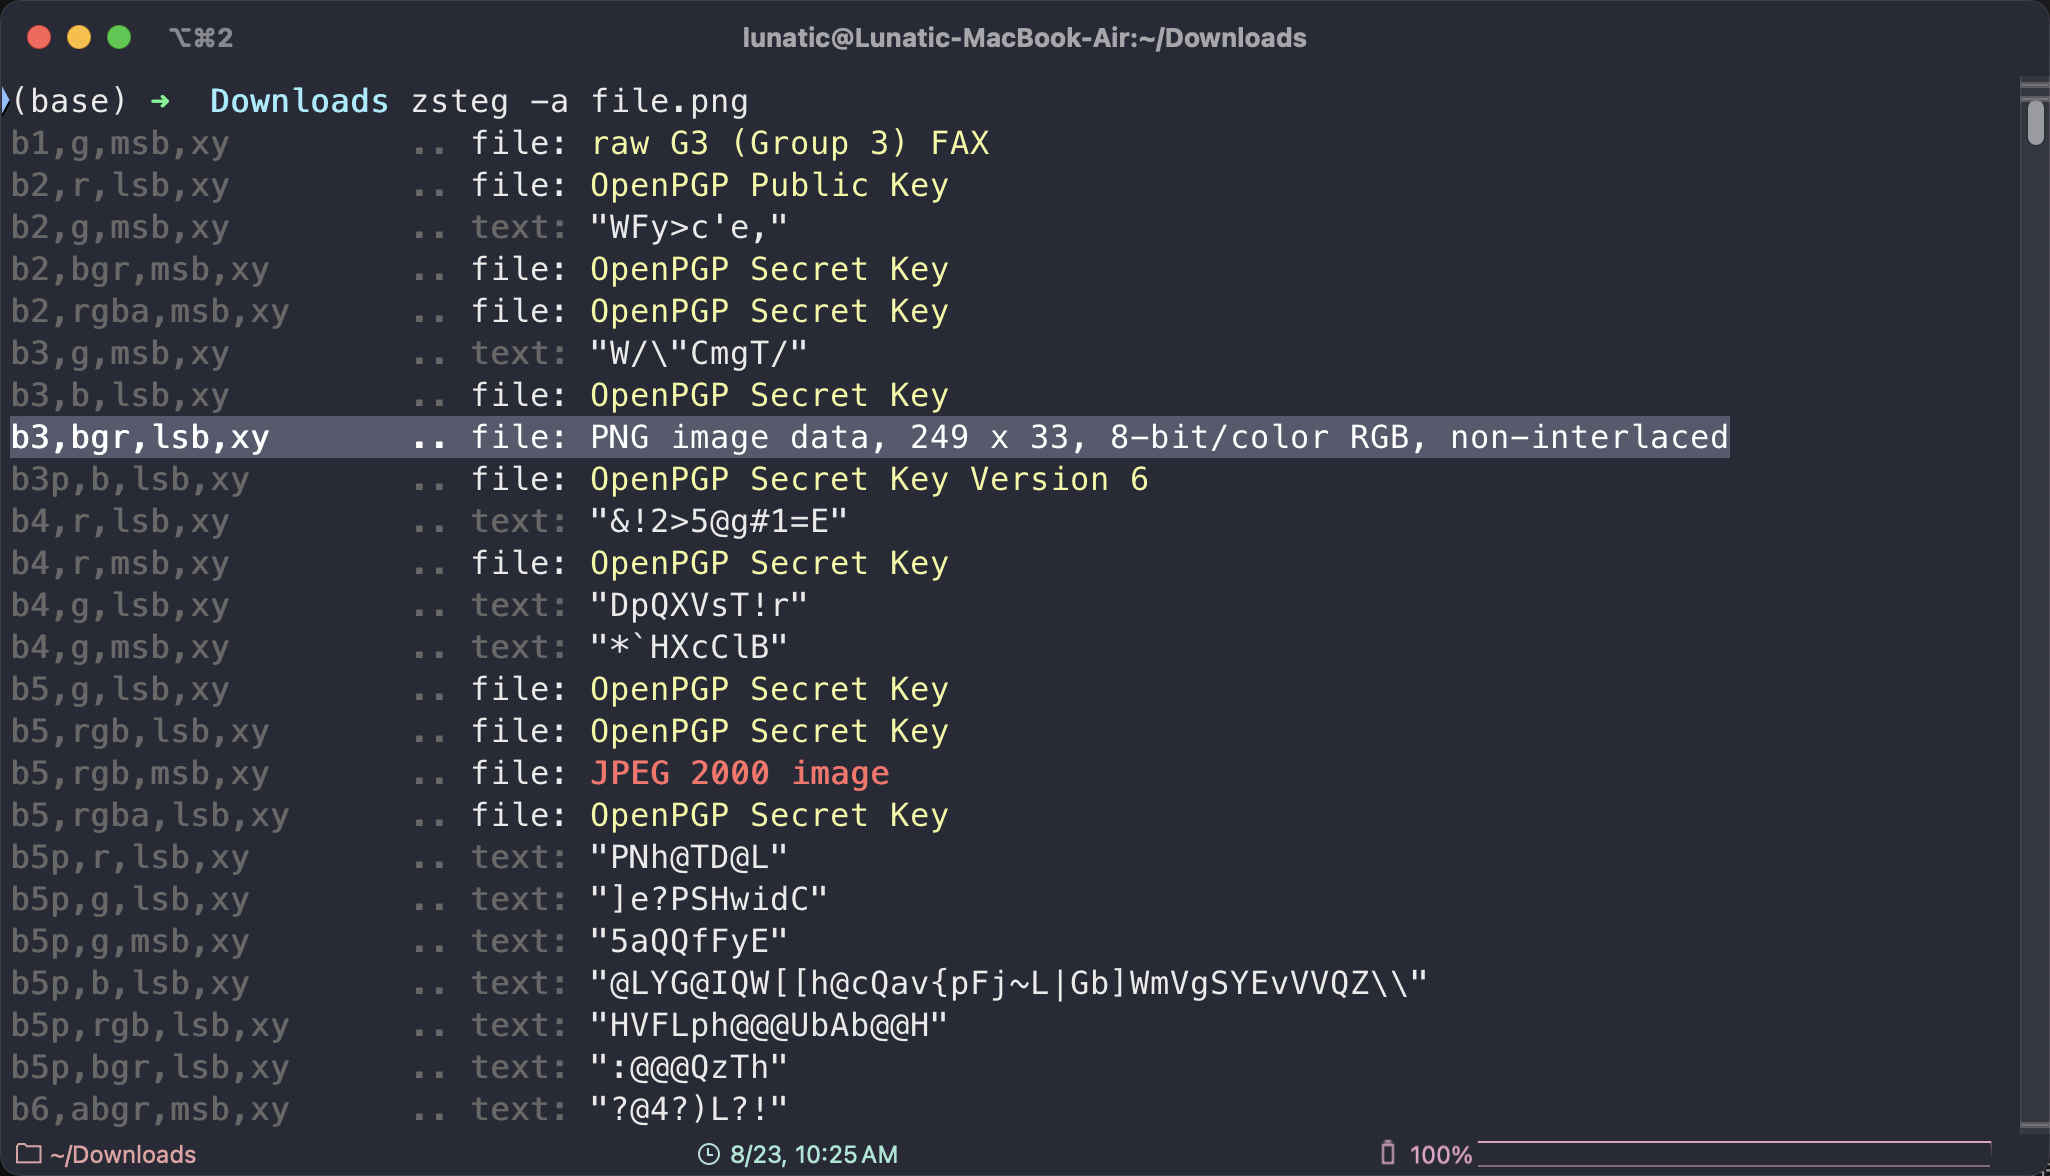 ⌥⌘2
lunatic@Lunatic-MacBook-Air:~/Downloads
(base) ➜  Downloads zsteg -a file.png
b1,g,msb,xy         .. file: raw G3 (Group 3) FAX
b2,r,lsb,xy         .. file: OpenPGP Public Key
b2,g,msb,xy         .. text: "WFy>c'e,"
b2,bgr,msb,xy       .. file: OpenPGP Secret Key
b2,rgba,msb,xy      .. file: OpenPGP Secret Key
b3,g,msb,xy         .. text: "W/\"CmgT/"
b3,b,lsb,xy         .. file: OpenPGP Secret Key
b3,bgr,lsb,xy       .. file: PNG image data, 249 x 33, 8-bit/color RGB, non-interlaced
b3p,b,lsb,xy        .. file: OpenPGP Secret Key Version 6
b4,r,lsb,xy         .. text: "&!2>5@g#1=E"
b4,r,msb,xy         .. file: OpenPGP Secret Key
b4,g,lsb,xy         .. text: "DpQXVsT!r"
b4,g,msb,xy         .. text: "*`HXcClB"
b5,g,lsb,xy         .. file: OpenPGP Secret Key
b5,rgb,lsb,xy       .. file: OpenPGP Secret Key
b5,rgb,msb,xy       .. file: JPEG 2000 image
b5,rgba,lsb,xy      .. file: OpenPGP Secret Key
b5p,r,lsb,xy        .. text: "PNh@TD@L"
b5p,g,lsb,xy        .. text: "]e?PSHwidC"
b5p,g,msb,xy        .. text: "5aQQfFyE"
b5p,b,lsb,xy        .. text: "@LYG@IQW[[h@cQav{pFj~L|Gb]WmVgSYEvVVQZ\\"
b5p,rgb,lsb,xy      .. text: "HVFLph@@@UbAb@@H"
b5p,bgr,lsb,xy      .. text: ":@@@QzTh"
b6,abgr,msb,xy      .. text: "?@4?)L?!"
~/Downloads
8/23, 10:25 AM
100%